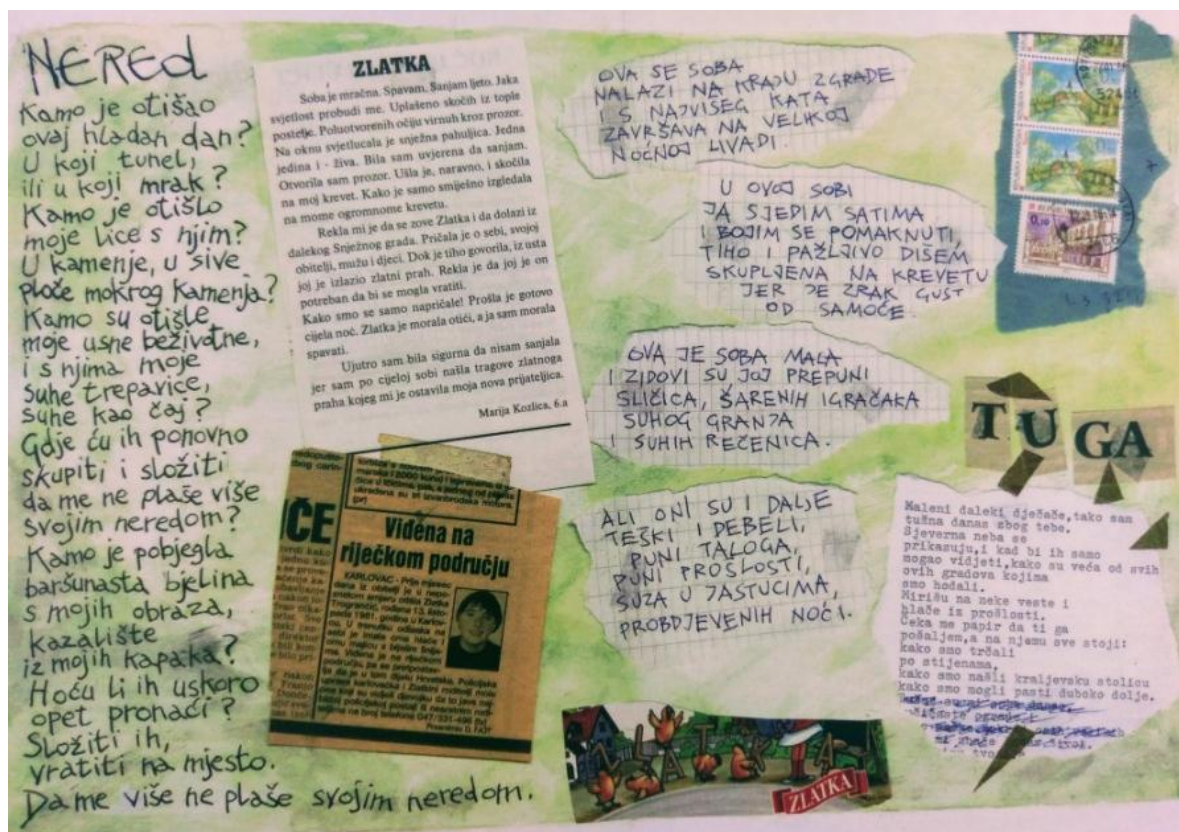 NERED
Kamo je otišao
ovaj hladan dan?
U koji tunel,
ili u koji mrak?
Kamo je otišlo
moje lice s njim?
U kamenje, u sive
ploče mokrog kamenja?
Kamo su otišle
moje usne beživotne,
i s njima moje
suhe trepavice,
suhe kao čaj?
Gdje ću ih ponovno
skupiti i složiti
da me ne plaše više
svojim neredom?
Kamo je pobjegla
baršunasta bjelina
s mojih obraza,
kazalište
iz mojih kapaka?
Hoću li ih uskoro
opet pronaći?
Složiti ih,
vratiti na mjesto.
Da me više ne plaše svojim neredom.
ZLATKA
Soba je mračna. Spavam. Sanjam ljeto. Jaka
svjetlost probudi me. Uplašeno skočih iz tople
postelje. Poluotvorenih očiju virnuh kroz prozor.
Na oknu svjetlucala je snježna pahuljica. Jedna
jedina i - živa. Bila sam uvjerena da sanjam.
Otvorila sam prozor. Ušla je, naravno, i skočila
na moj krevet. Kako je samo smiješno izgledala
na mome ogromnome krevetu.
Rekla mi je da se zove Zlatka i da dolazi iz
dalekog Snježnog grada. Pričala je o sebi, svojoj
obitelji, mužu i djeci. Dok je tiho govorila, iz usta
joj je izlazio zlatni prah. Rekla je da joj je on
potreban da bi se mogla vratiti.
Kako smo se samo napričale! Prošla je gotovo
cijela noć. Zlatka je morala otići, a ja sam morala
spavati.
Ujutro sam bila sigurna da nisam sanjala
jer sam po cijeloj sobi našla tragove zlatnoga
praha kojeg mi je ostavila moja nova prijateljica.
Marija Kozlica, 6.a
IČE
Viđena na
riječkom području
KARLOVAC - Prije mjesec
OVA SE SOBA
NALAZI NA KRAJU ZGRADE
I S NAJVIŠEG KATA
ZAVRŠAVA NA VELIKOJ
NOĆNOJ LIVADI.
U OVOJ SOBI
JA SJEDIM SATIMA
I BOJIM SE POMAKNUTI,
TIHO I PAŽLJIVO DIŠEM
SKUPLJENA NA KREVETU
JER JE ZRAK GUST
OD SAMOĆE.
OVA JE SOBA MALA
I ZIDOVI SU JOJ PREPUNI
SLIČICA, ŠARENIH IGRAČAKA
SUHOG GRANJA
I SUHIH REČENICA.
ALI ONI SU I DALJE
TEŠKI I DEBELI,
PUNI TALOGA,
PUNI PROŠLOSTI,
SUZA U JASTUCIMA,
PROBDJEVENIH NOĆI.
ZLATKA
ZLATKA
TUGA
Maleni daleki dječače,tako sam
tužna danas zbog tebe.
Sjeverna neba se
prikazuju,i kad bi ih samo
mogao vidjeti,kako su veća od svih
ovih gradova kojima
smo hodali.
Mirišu na neke veste i
hlače iz prošlosti.
Čeka me papir da ti ga
pošaljem,a na njemu sve stoji:
kako smo trčali
po stijenama,
kako smo našli kraljevsku stolicu
kako smo mogli pasti duboko dolje.